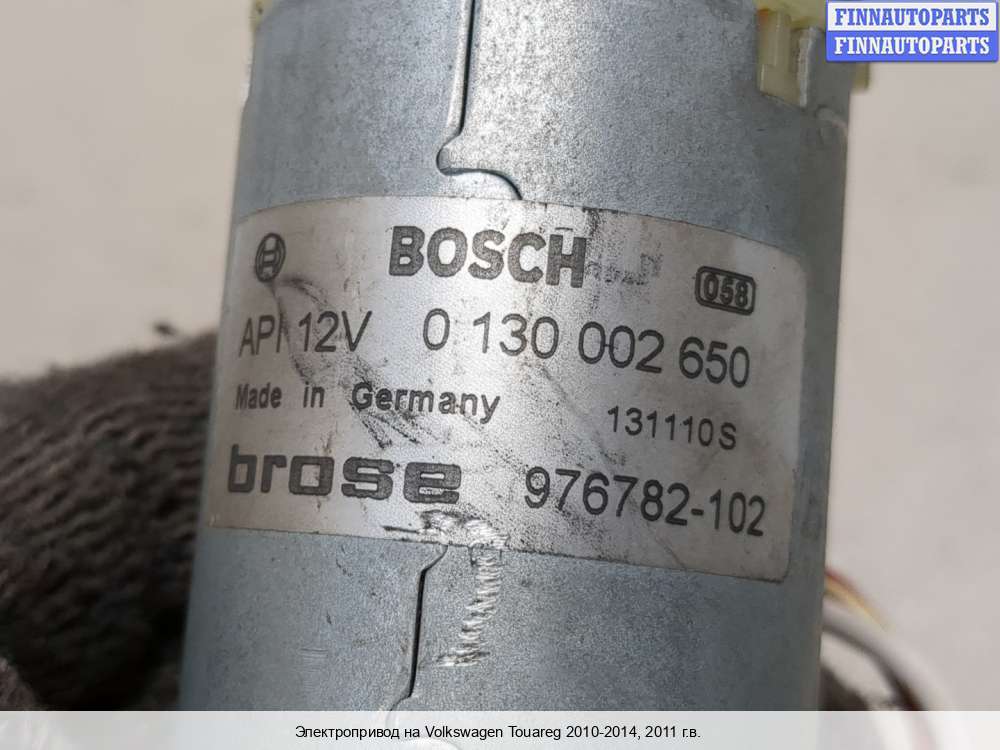 FINNAUTOPARTS
FINNAUTOPARTS
BOSCH
058
API 12V 0 130 002 650
Made in Germany 131110S
brose 976782-102
Электропривод на Volkswagen Touareg 2010-2014, 2011 г.в.